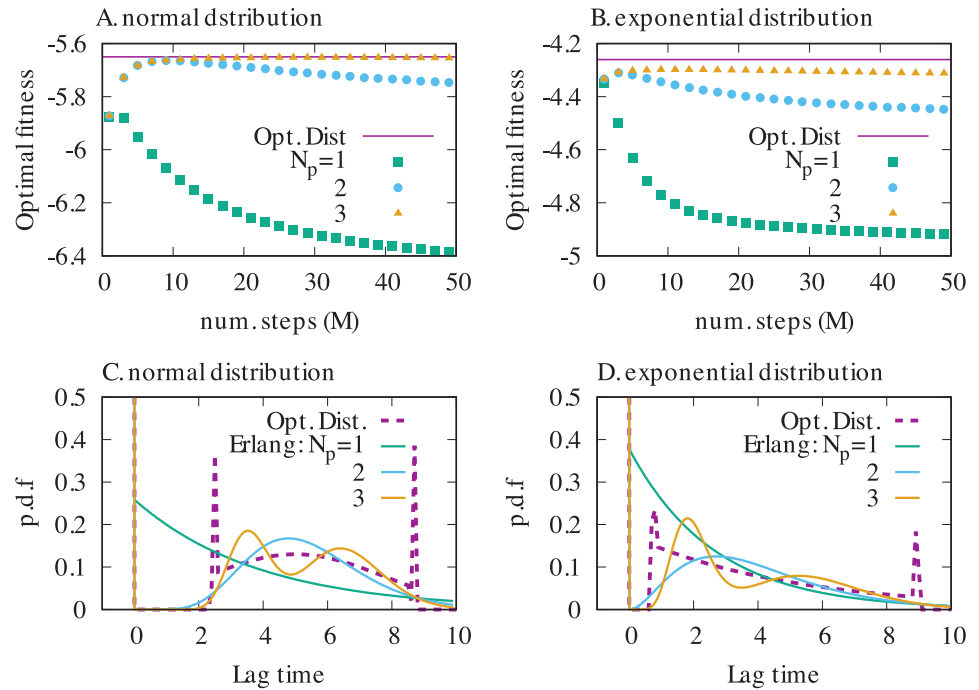 A. normal dstribution
-5.6
-5.8
-6
-6.2
-6.4
Optimal fitness
Opt. Dist
Np=1
2
3
0 10 20 30 40 50
num. steps (M)
B. exponential dstribution
-4.2
-4.4
-4.6
-4.8
-5
Optimal fitness
Opt. Dist
Np=1
2
3
0 10 20 30 40 50
num. steps (M)
C. normal distribution
0.5
0.4
0.3
0.2
0.1
0
p.d.f
Opt. Dist.
Erlang: Np=1
2
3
0 2 4 6 8 10
Lag time
D. exponential distribution
0.5
0.4
0.3
0.2
0.1
0
p.d.f
Opt. Dist.
Erlang: Np=1
2
3
0 2 4 6 8 10
Lag time